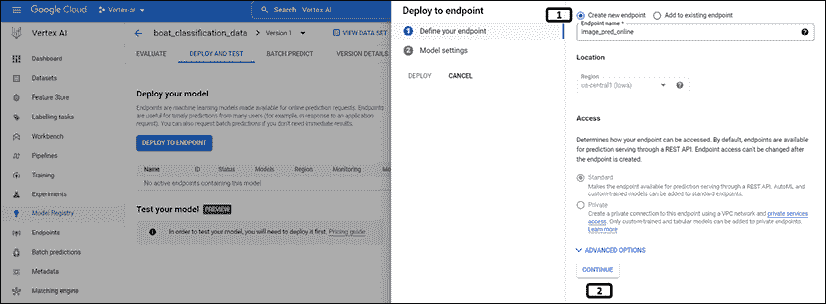 Google Cloud
Vertex-ai
Search Vertex AI
Vertex AI
Dashboard
Datasets
Feature Store
Labelling tasks
Workbench
Pipelines
Training
Experiments
Model Registry
Endpoints
Batch predictions
Metadata
Matching engine
boat_classification_data
Version 1
VIEW DATA SET
EVALUATE
DEPLOY AND TEST
BATCH PREDICT
VERSION DETAILS
Deploy your model
Endpoints are machine learning models made available for online prediction requests. Endpoints
are useful for timely predictions from many users (for example, in response to an application
request). You can also request batch predictions if you don't need immediate results.
DEPLOY TO ENDPOINT
Name ID Status Models Region Monitoring
No active endpoints containing this model
Test your model PREVIEW
In order to test your model, you will need to deploy it first. Pricing guide
Deploy to endpoint
1 Define your endpoint
2 Model settings
DEPLOY CANCEL
1
Create new endpoint Add to existing endpoint
Endpoint name *
image_pred_online
Location
Region
us-central1 (Iowa)
Access
Determines how your endpoint can be accessed. By default, endpoints are available
for prediction serving through a REST API. Endpoint access can't be changed after
the endpoint is created.
Standard
Makes the endpoint available for prediction serving through a REST API. AutoML and
custom-trained models can be added to standard endpoints.
Private
Create a private connection to this endpoint using a VPC network and private services
access. Only custom-trained and tabular models can be added to private endpoints.
Learn more
ADVANCED OPTIONS
CONTINUE
2